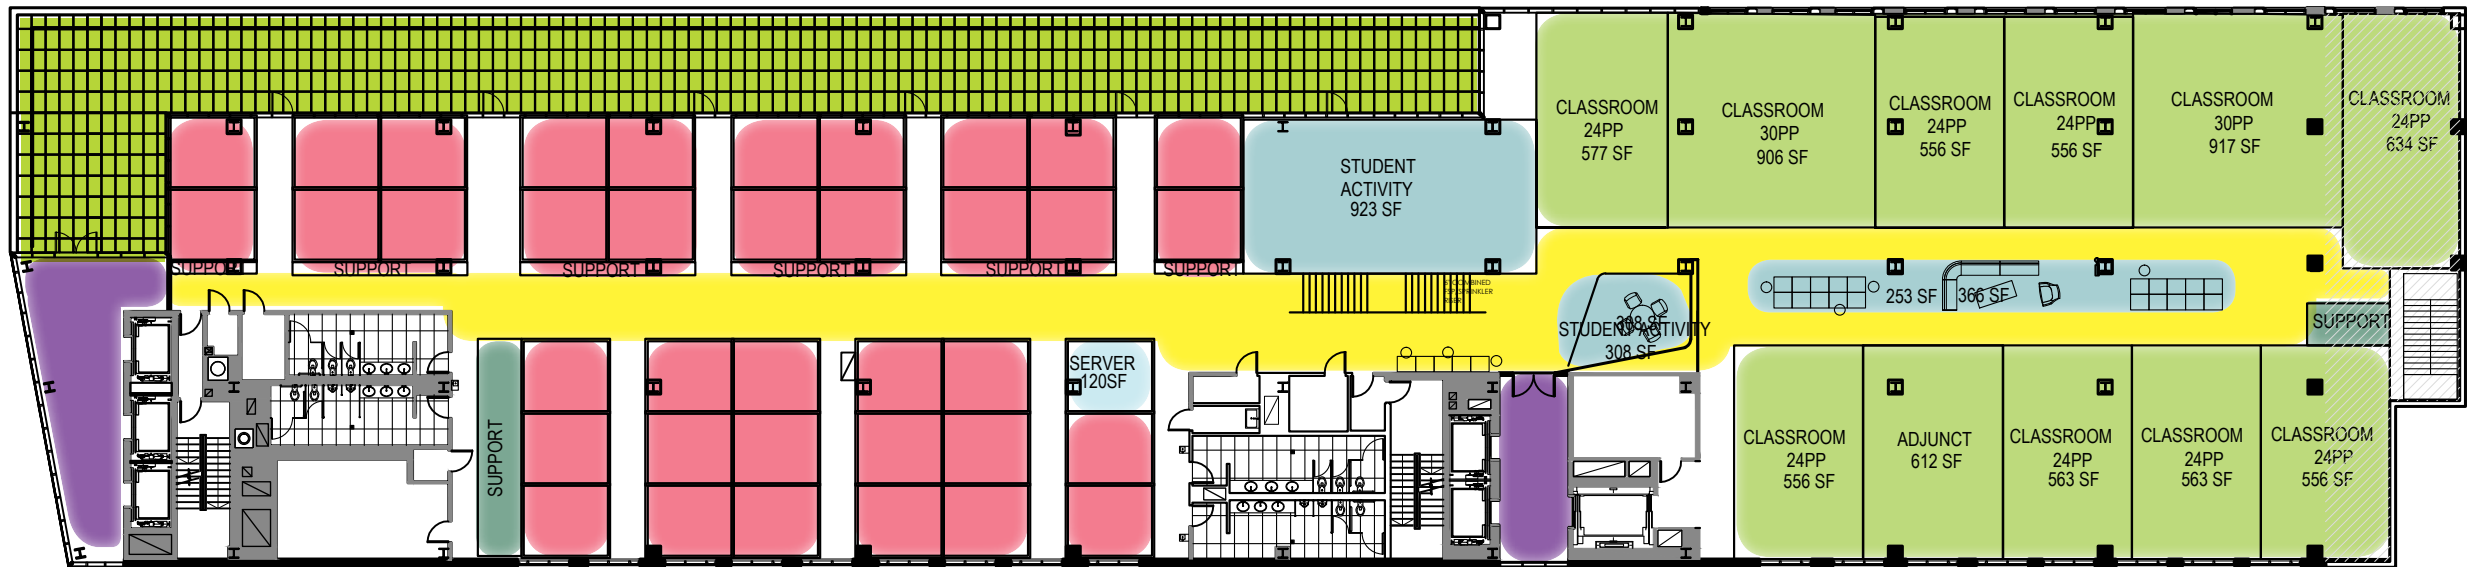 CLASSROOM
24PP
577 SF
CLASSROOM
30PP
906 SF
CLASSROOM
24PP
556 SF
CLASSROOM
24PP
556 SF
CLASSROOM
30PP
917 SF
CLASSROOM
24PP
634 SF
STUDENT
ACTIVITY
923 SF
SUPPORT
SUPPORT
SUPPORT
SUPPORT
SUPPORT
SUPPORT
253 SF
366 SF
308 SF
STUDENT ACTIVITY
308 SF
SUPPORT
SERVER
120SF
SUPPORT
CLASSROOM
24PP
556 SF
ADJUNCT
612 SF
CLASSROOM
24PP
563 SF
CLASSROOM
24PP
563 SF
CLASSROOM
24PP
556 SF